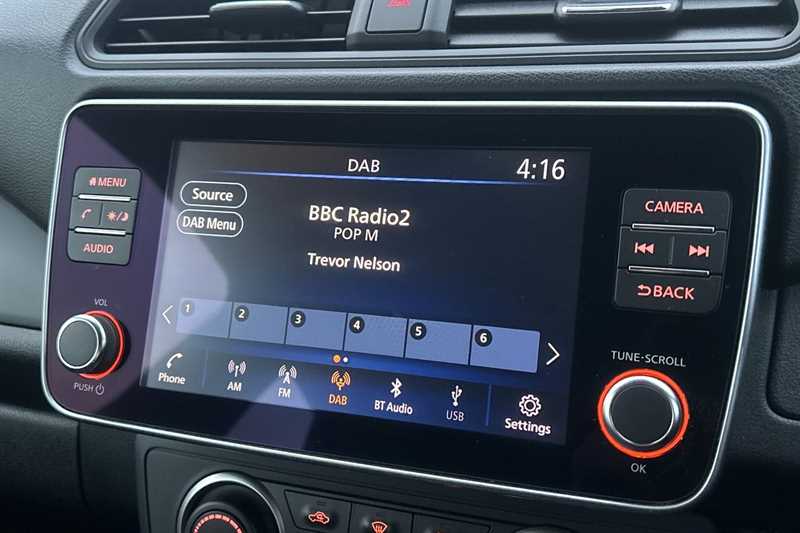 DAB
4:16
Source
DAB Menu
BBC Radio2
POP M
Trevor Nelson
1
2
3
4
5
6
Phone
AM
FM
DAB
BT Audio
USB
Settings
MENU
AUDIO
VOL
PUSH
CAMERA
BACK
TUNE·SCROLL
OK